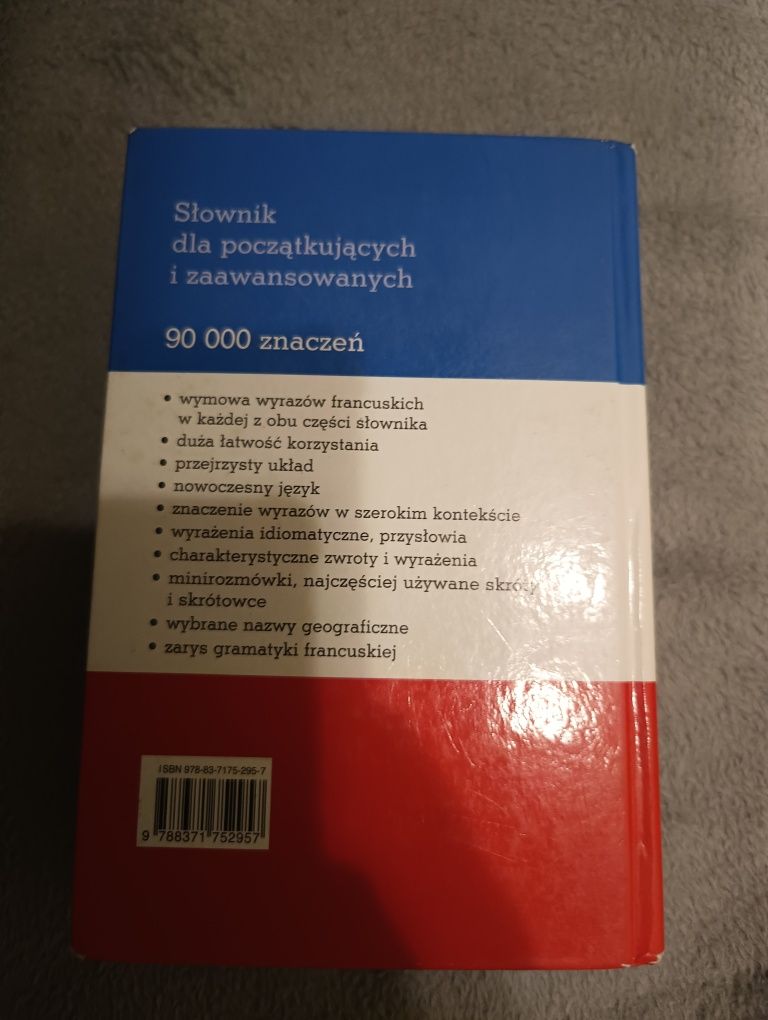 Słownik
dla początkujących
i zaawansowanych
90 000 znaczeń
• wymowa wyrazów francuskich
w każdej z obu części słownika
• duża łatwość korzystania
• przejrzysty układ
• nowoczesny język
• znaczenie wyrazów w szerokim kontekście
• wyrażenia idiomatyczne, przysłowia
• charakterystyczne zwroty i wyrażenia
• minirozmówki, najczęściej używane skróty
i skrótowce
• wybrane nazwy geograficzne
• zarys gramatyki francuskiej
ISBN 978-83-7175-295-7
9 788371 752957